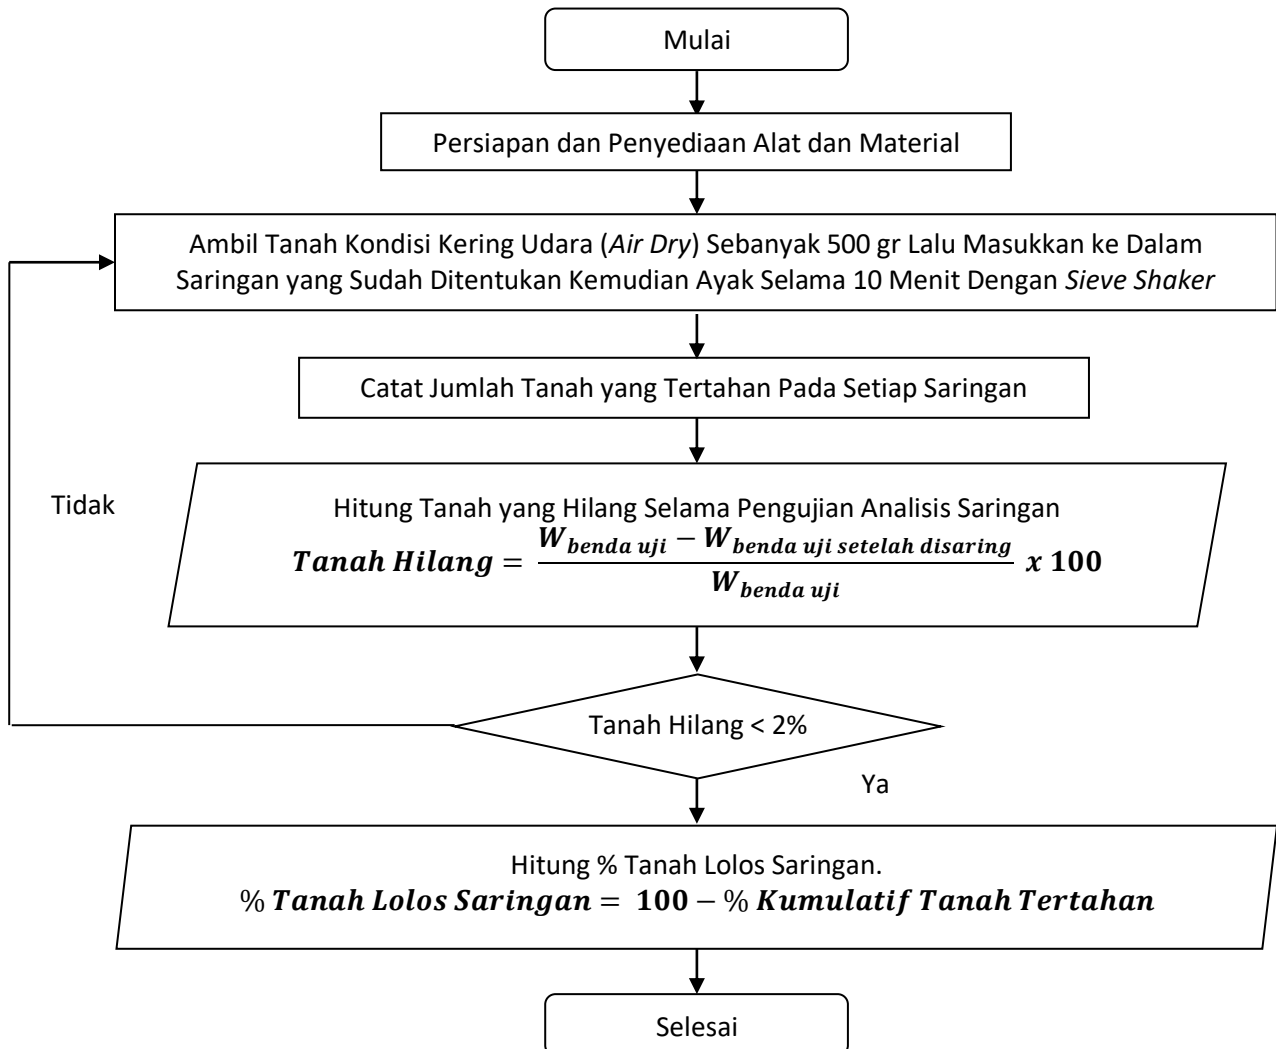 Mulai
Persiapan dan Penyediaan Alat dan Material
Ambil Tanah Kondisi Kering Udara (Air Dry) Sebanyak 500 gr Lalu Masukkan ke Dalam
Saringan yang Sudah Ditentukan Kemudian Ayak Selama 10 Menit Dengan Sieve Shaker
Catat Jumlah Tanah yang Tertahan Pada Setiap Saringan
Tidak
Hitung Tanah yang Hilang Selama Pengujian Analisis Saringan
W benda uji − W benda uji setelah disaring
Tanah Hilang = x 100
W benda uji
Tanah Hilang < 2%
Ya
Hitung % Tanah Lolos Saringan.
% Tanah Lolos Saringan = 100 − % Kumulatif Tanah Tertahan
Selesai